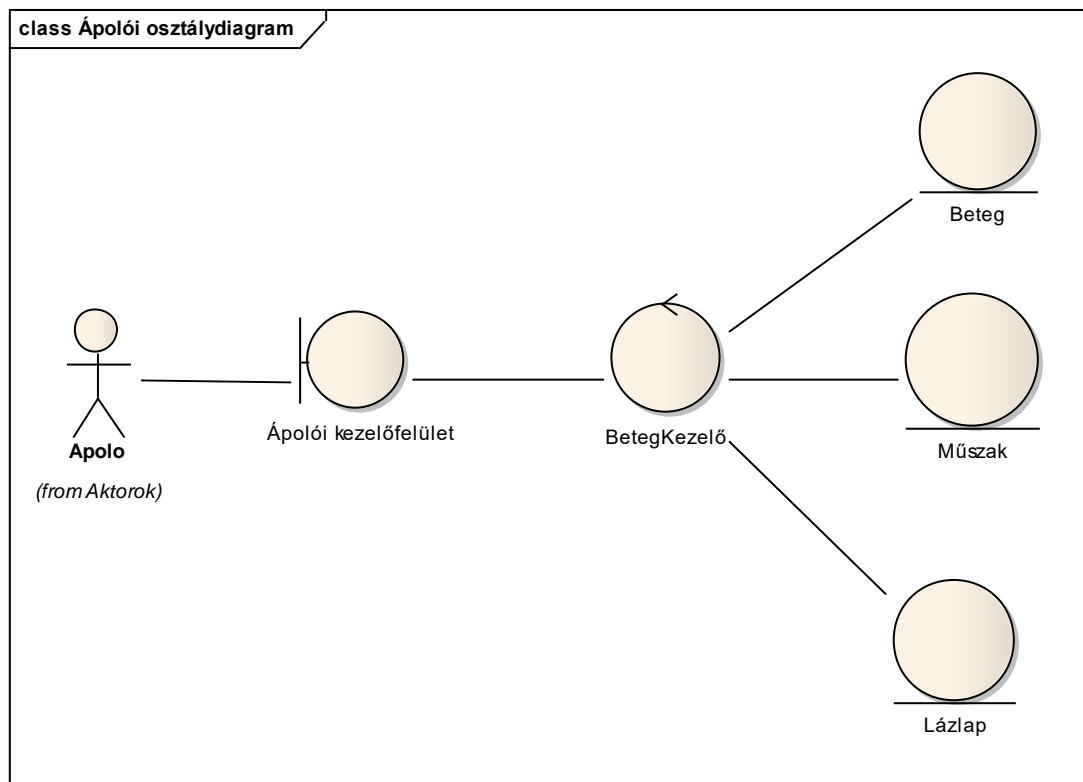 class Ápolói osztálydiagram
Beteg
Apolo
(from Aktorok)
Ápolói kezelőfelület
BetegKezelő
Műszak
Lázlap